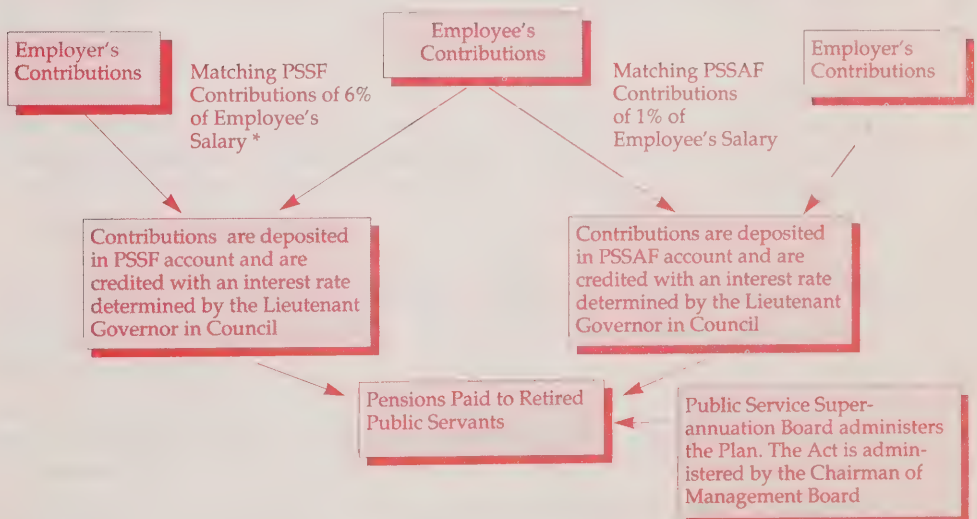 Employer's
Contributions
Matching PSSF
Contributions of 6%
of Employee's
Salary *
Employee's
Contributions
Matching PSSAF
Contributions
of 1% of
Employee's Salary
Employer's
Contributions
Contributions are deposited
in PSSF account and are
credited with an interest rate
determined by the Lieutenant
Governor in Council
Contributions are deposited
in PSSAF account and are
credited with an interest rate
determined by the Lieutenant
Governor in Council
Pensions Paid to Retired
Public Servants
Public Service Super-
annuation Board administers
the Plan. The Act is admin-
istered by the Chairman of
Management Board